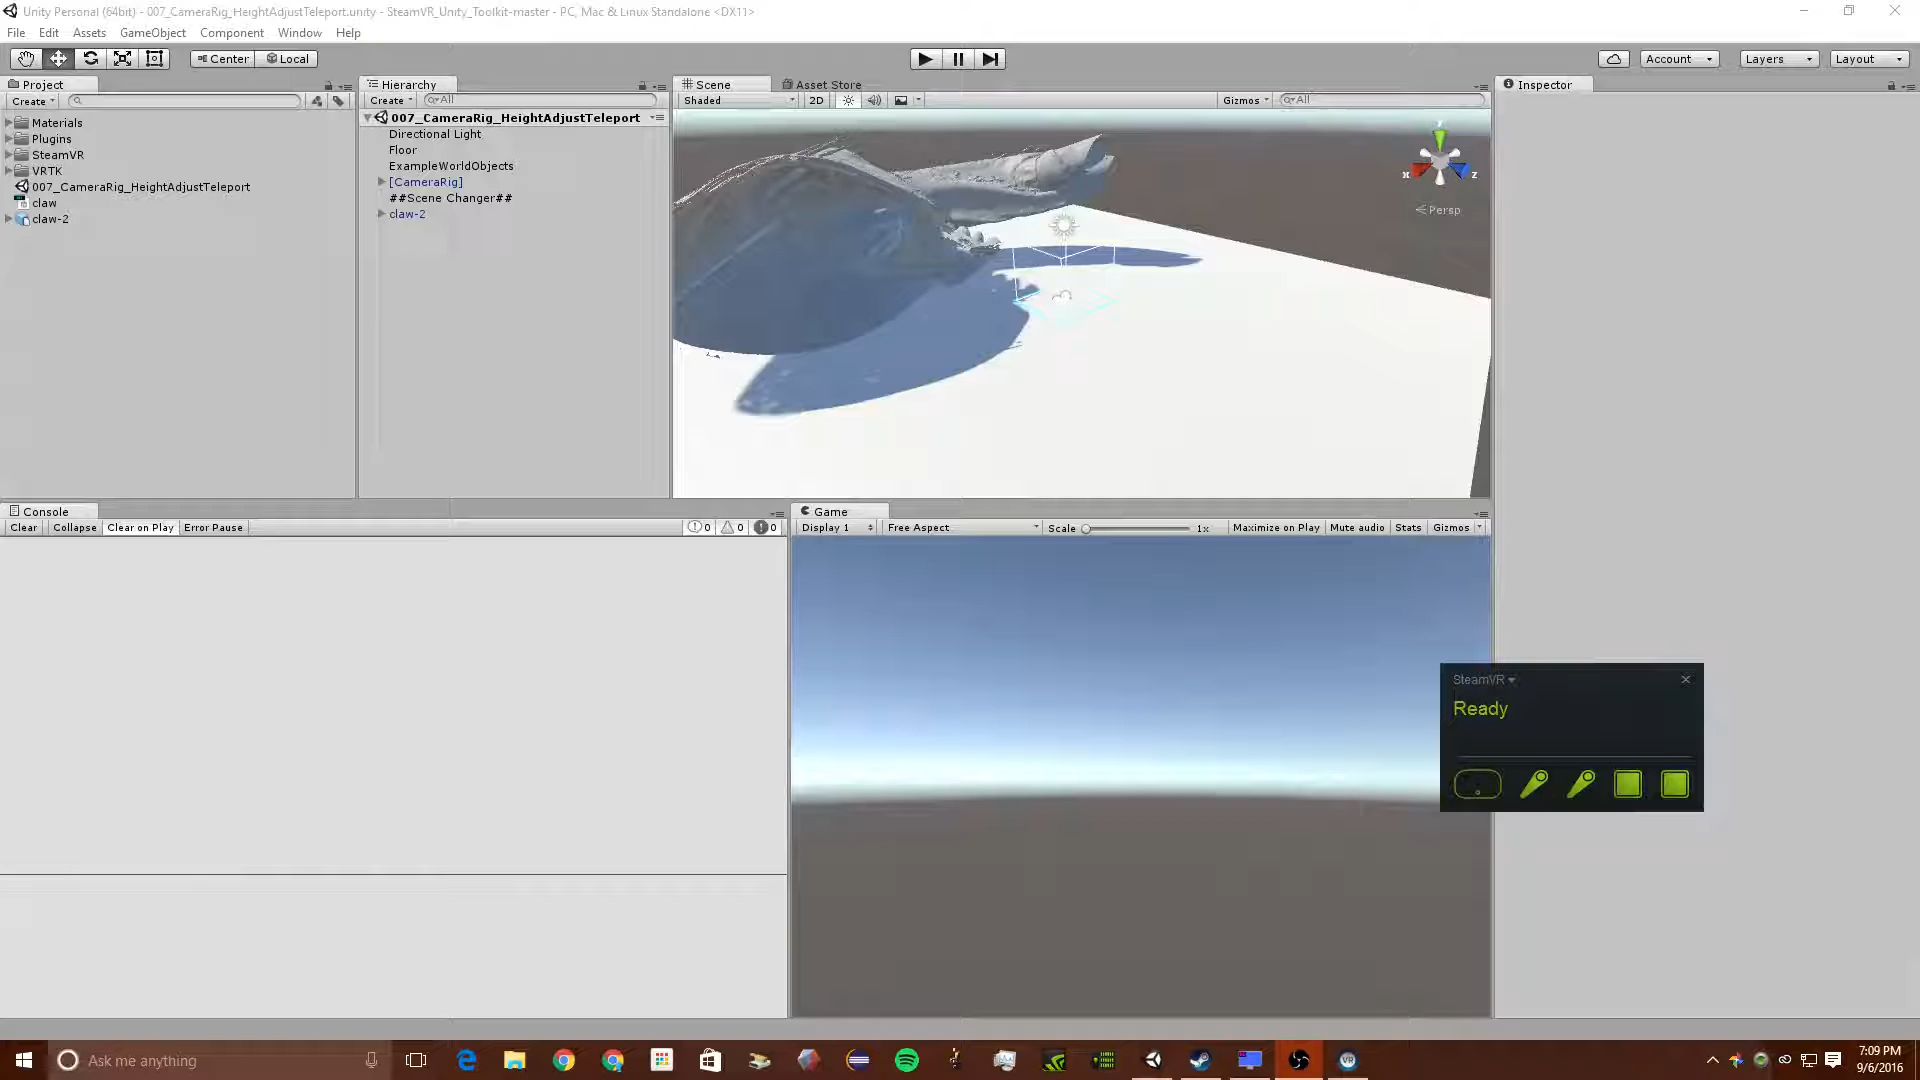 Unity Personal (64bit) - 007_CameraRig_HeightAdjustTeleport.unity - SteamVR_Unity_Toolkit-master - PC, Mac & Linux Standalone <DX11>
File Edit Assets GameObject Component Window Help
Center Local Account Layers Layout
Project Hierarchy Scene Asset Store Inspector
Create Create All Shaded 2D Gizmos All
Materials
Plugins
SteamVR
VRTK
007_CameraRig_HeightAdjustTeleport
claw
claw-2
007_CameraRig_HeightAdjustTeleport
Directional Light
Floor
ExampleWorldObjects
[CameraRig]
##Scene Changer##
claw-2
y
x z
Persp
Console Game
Clear Collapse Clear on Play Error Pause 0 0 0 Display 1 Free Aspect Scale 1x Maximize on Play Mute audio Stats Gizmos
SteamVR
Ready
Ask me anything
7:09 PM
9/6/2016